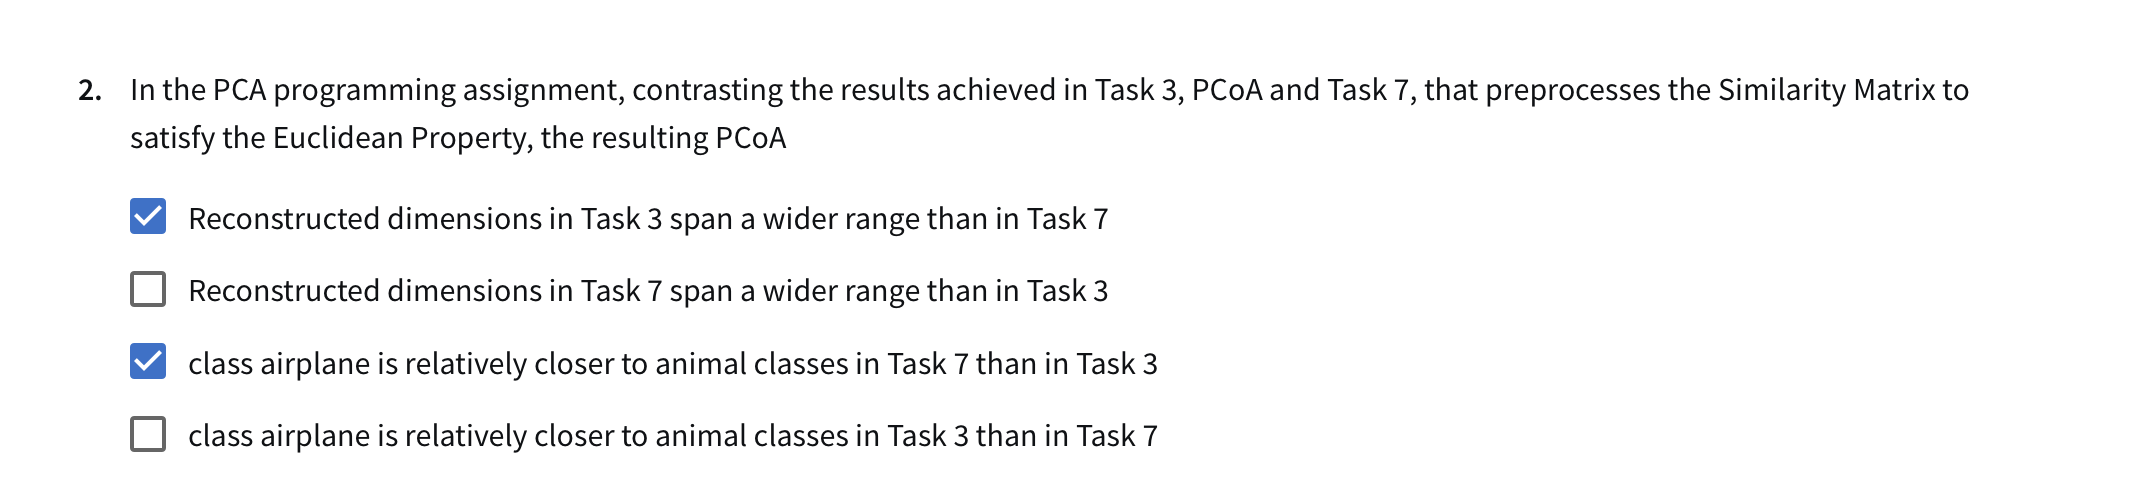 2. In the PCA programming assignment, contrasting the results achieved in Task 3, PCoA and Task 7, that preprocesses the Similarity Matrix to
satisfy the Euclidean Property, the resulting PCoA
Reconstructed dimensions in Task 3 span a wider range than in Task 7
Reconstructed dimensions in Task 7 span a wider range than in Task 3
class airplane is relatively closer to animal classes in Task 7 than in Task 3
class airplane is relatively closer to animal classes in Task 3 than in Task 7